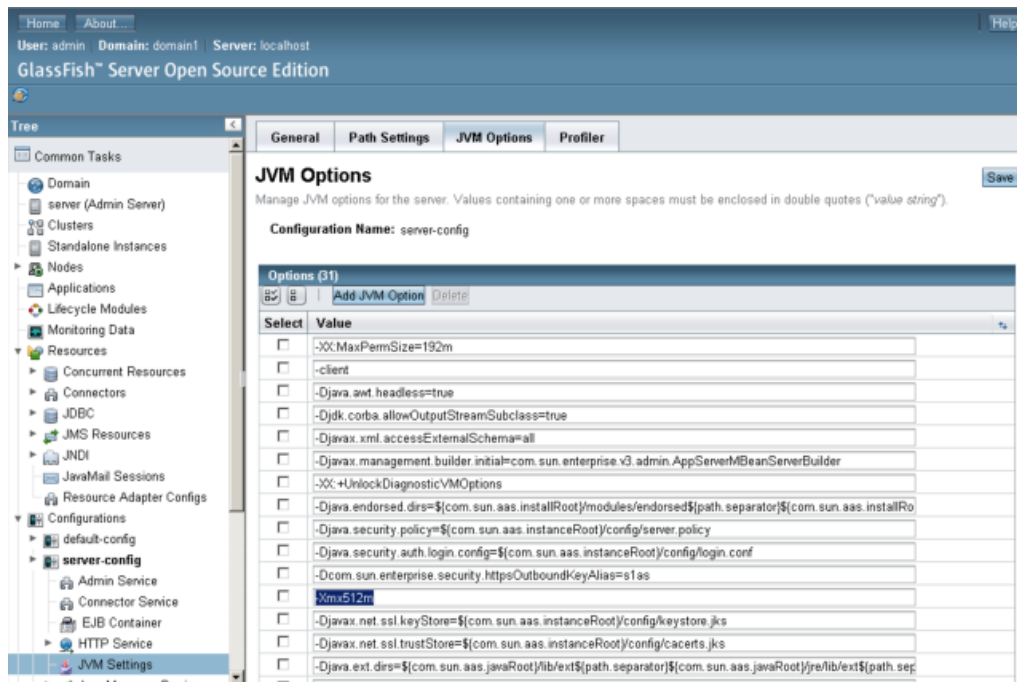 Home About... Help
User: admin Domain: domain1 Server: localhost
GlassFish™ Server Open Source Edition
Tree
Common Tasks
Domain
server (Admin Server)
Clusters
Standalone Instances
Nodes
Applications
Lifecycle Modules
Monitoring Data
Resources
Concurrent Resources
Connectors
JDBC
JMS Resources
JNDI
JavaMail Sessions
Resource Adapter Configs
Configurations
default-config
server-config
Admin Service
Connector Service
EJB Container
HTTP Service
JVM Settings
General Path Settings JVM Options Profiler
JVM Options
Save
Manage JVM options for the server. Values containing one or more spaces must be enclosed in double quotes ("value string").
Configuration Name: server-config
Options (31)
Add JVM Option Delete
Select Value
-XX:MaxPermSize=192m
-client
-Djava.awt.headless=true
-Djdk.corba.allowOutputStreamSubclass=true
-Djavax.xml.accessExternalSchema=all
-Djavax.management.builder.initial=com.sun.enterprise.v3.admin.AppServerMBeanServerBuilder
-XX:+UnlockDiagnosticVMOptions
-Djava.endorsed.dirs=${com.sun.aas.installRoot}/modules/endorsed${path.separator}${com.sun.aas.installRo
-Djava.security.policy=${com.sun.aas.instanceRoot}/config/server.policy
-Djava.security.auth.login.config=${com.sun.aas.instanceRoot}/config/login.conf
-Dcom.sun.enterprise.security.httpsOutboundKeyAlias=s1as
-Xmx512m
-Djavax.net.ssl.keyStore=${com.sun.aas.instanceRoot}/config/keystore.jks
-Djavax.net.ssl.trustStore=${com.sun.aas.instanceRoot}/config/cacerts.jks
-Djava.ext.dirs=${com.sun.aas.javaRoot}/lib/ext${path.separator}${com.sun.aas.javaRoot}/jre/lib/ext${path.sep